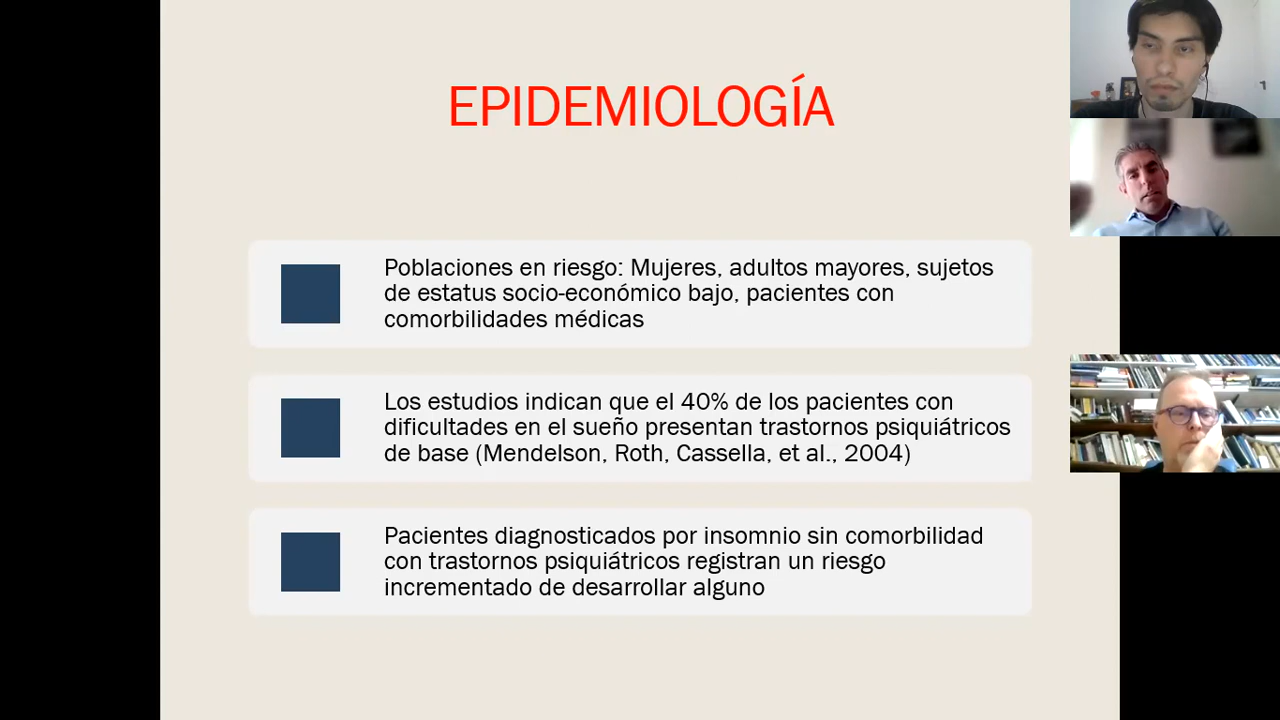 EPIDEMIOLOGÍA
Poblaciones en riesgo: Mujeres, adultos mayores, sujetos
de estatus socio-económico bajo, pacientes con
comorbilidades médicas
Los estudios indican que el 40% de los pacientes con
dificultades en el sueño presentan trastornos psiquiátricos
de base (Mendelson, Roth, Cassella, et al., 2004)
Pacientes diagnosticados por insomnio sin comorbilidad
con trastornos psiquiátricos registran un riesgo
incrementado de desarrollar alguno